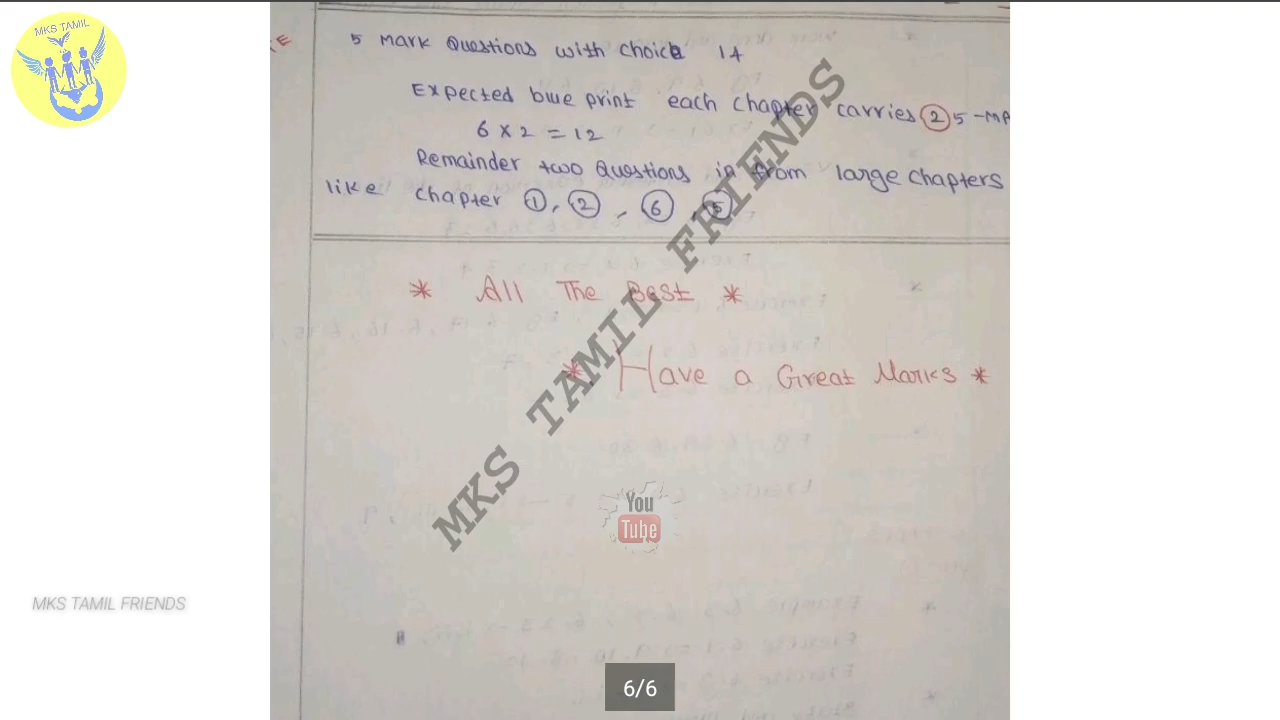 MKS TAMIL
5 Mark Questions with choice 14
Expected blue print each chapter carries 2 5-MA
6 x 2 = 12
Remainder two Questions in from large chapters
like chapter 1, 2, 6, 5
* All The Best *
* Have a Great Marks *
MKS TAMIL FRIENDS
You
Tube
MKS TAMIL FRIENDS
6/6